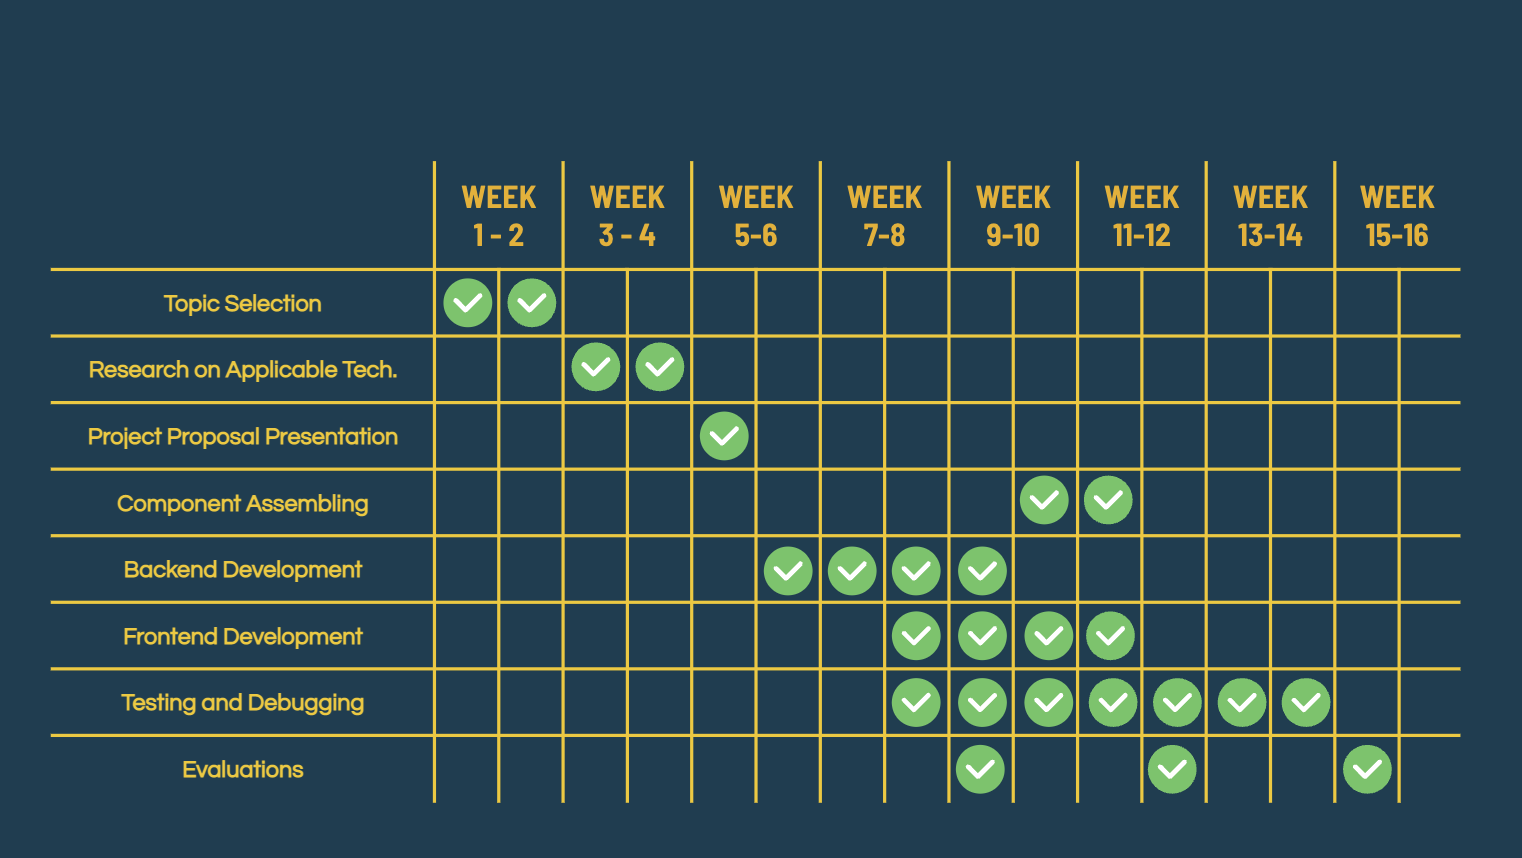 WEEK WEEK WEEK WEEK WEEK WEEK WEEK WEEK
1 - 2 3 - 4 5-6 7-8 9-10 11-12 13-14 15-16
Topic Selection
Research on Applicable Tech.
Project Proposal Presentation
Component Assembling
Backend Development
Frontend Development
Testing and Debugging
Evaluations